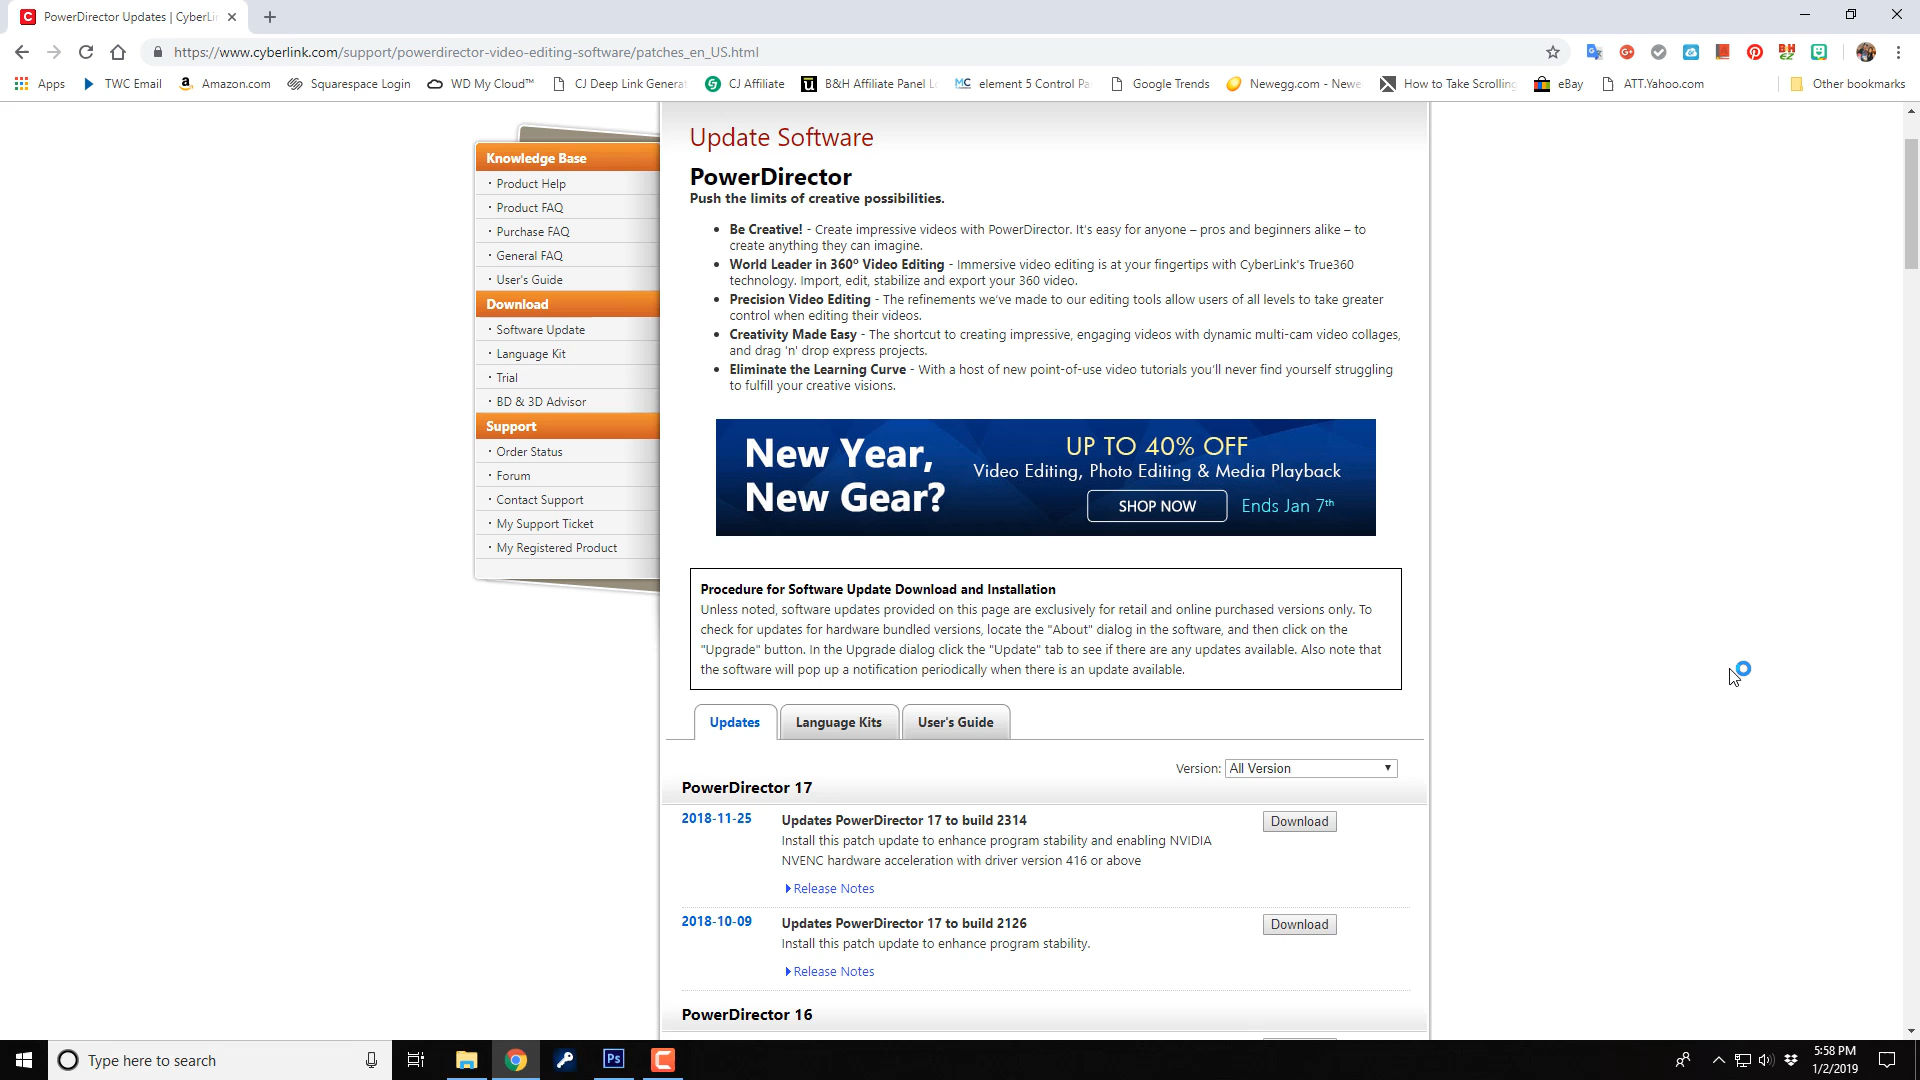 PowerDirector Updates | CyberLi
https://www.cyberlink.com/support/powerdirector-video-editing-software/patches_en_US.html
Apps
TWC Email
Amazon.com
Squarespace Login
WD My Cloud™
CJ Deep Link Generat
CJ Affiliate
B&H Affiliate Panel L
element 5 Control Pa
Google Trends
Newegg.com - Newe
How to Take Scrolling
eBay
ATT.Yahoo.com
Other bookmarks
Knowledge Base
· Product Help
· Product FAQ
· Purchase FAQ
· General FAQ
· User's Guide
Download
· Software Update
· Language Kit
· Trial
· BD & 3D Advisor
Support
· Order Status
· Forum
· Contact Support
· My Support Ticket
· My Registered Product
Update Software
PowerDirector
Push the limits of creative possibilities.
• Be Creative! - Create impressive videos with PowerDirector. It's easy for anyone – pros and beginners alike – to
create anything they can imagine.
• World Leader in 360º Video Editing - Immersive video editing is at your fingertips with CyberLink's True360
technology. Import, edit, stabilize and export your 360 video.
• Precision Video Editing - The refinements we've made to our editing tools allow users of all levels to take greater
control when editing their videos.
• Creativity Made Easy - The shortcut to creating impressive, engaging videos with dynamic multi-cam video collages,
and drag 'n' drop express projects.
• Eliminate the Learning Curve - With a host of new point-of-use video tutorials you'll never find yourself struggling
to fulfill your creative visions.
New Year,
New Gear?
UP TO 40% OFF
Video Editing, Photo Editing & Media Playback
SHOP NOW
Ends Jan 7th
Procedure for Software Update Download and Installation
Unless noted, software updates provided on this page are exclusively for retail and online purchased versions only. To
check for updates for hardware bundled versions, locate the "About" dialog in the software, and then click on the
"Upgrade" button. In the Upgrade dialog click the "Update" tab to see if there are any updates available. Also note that
the software will pop up a notification periodically when there is an update available.
Updates
Language Kits
User's Guide
Version: All Version
PowerDirector 17
2018-11-25
Updates PowerDirector 17 to build 2314
Download
Install this patch update to enhance program stability and enabling NVIDIA
NVENC hardware acceleration with driver version 416 or above
Release Notes
2018-10-09
Updates PowerDirector 17 to build 2126
Download
Install this patch update to enhance program stability.
Release Notes
PowerDirector 16
Type here to search
Ps
5:58 PM
1/2/2019